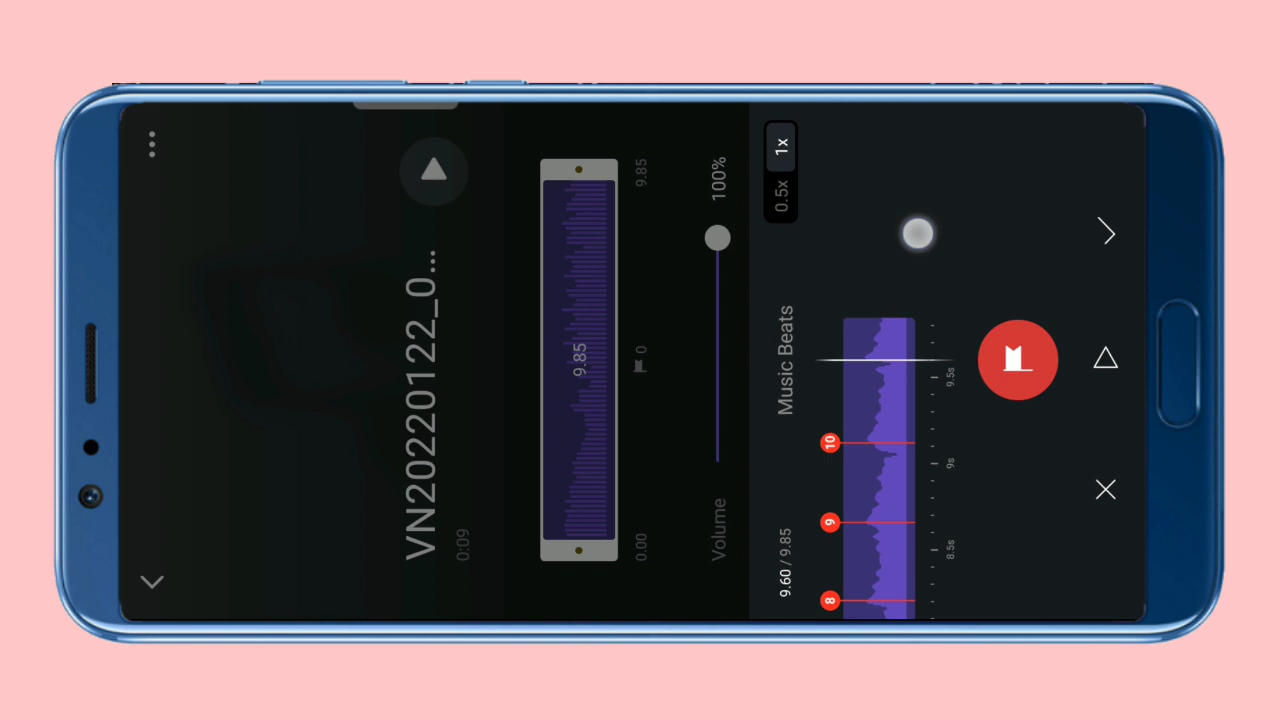 VN20220122_0...
0:09
9.85
0.00
0
9.85
Volume
100%
9.60 / 9.85
Music Beats
0.5x
1x
8
9
10
8.5s
9s
9.5s